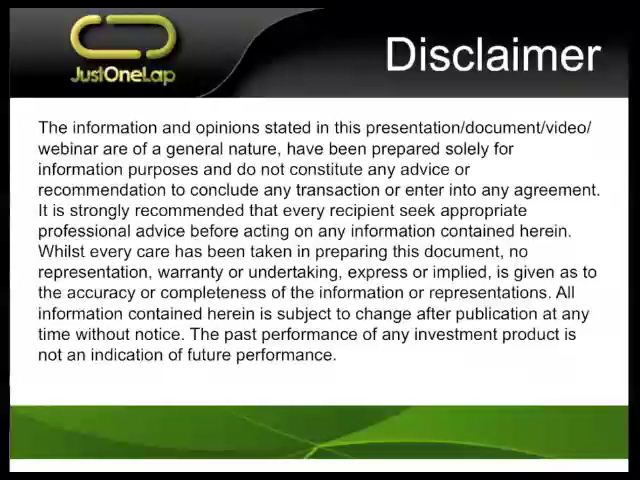 JustOneLap
Disclaimer
The information and opinions stated in this presentation/document/video/
webinar are of a general nature, have been prepared solely for
information purposes and do not constitute any advice or
recommendation to conclude any transaction or enter into any agreement.
It is strongly recommended that every recipient seek appropriate
professional advice before acting on any information contained herein.
Whilst every care has been taken in preparing this document, no
representation, warranty or undertaking, express or implied, is given as to
the accuracy or completeness of the information or representations. All
information contained herein is subject to change after publication at any
time without notice. The past performance of any investment product is
not an indication of future performance.